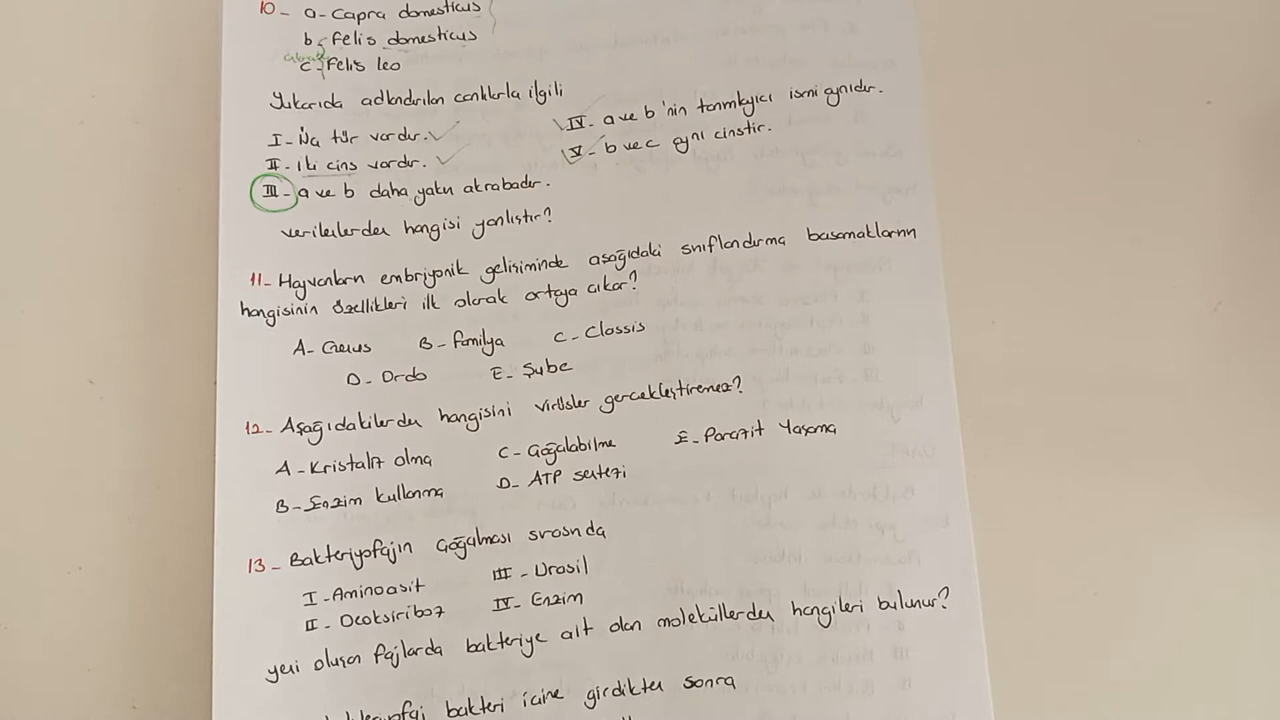 10- a- Capra domesticus
b- Felis domesticus
c- Felis leo
Yukarıda adlandırılan canlılarla ilgili
I- Üç tür vardır.
II- İki cins vardır.
III- a ve b daha yakın akrabadır.
IV- a ve b'nin tanımlayıcı ismi aynıdır.
V- b ve c aynı cinstir.
verilenlerden hangisi yanlıştır?
11- Hayvanların embriyonik gelişiminde aşağıdaki sınıflandırma basamaklarının
hangisinin özellikleri ilk olarak ortaya çıkar?
A- Genus B- Familya C- Classis
D- Ordo E- Şube
12- Aşağıdakilerden hangisini virüsler gerçekleştiremez?
A- Kristalize olma C- Çoğalabilme E- Parazit Yaşama
B- Enzim kullanma D- ATP sentezi
13- Bakteriyofajın çoğalması sırasında
I- Aminoasit III- Urasil
II- Deoksiriboz IV- Enzim
yeni oluşan fajlarda bakteriye ait olan moleküllerden hangileri bulunur?
bakteri içine girdikten sonra